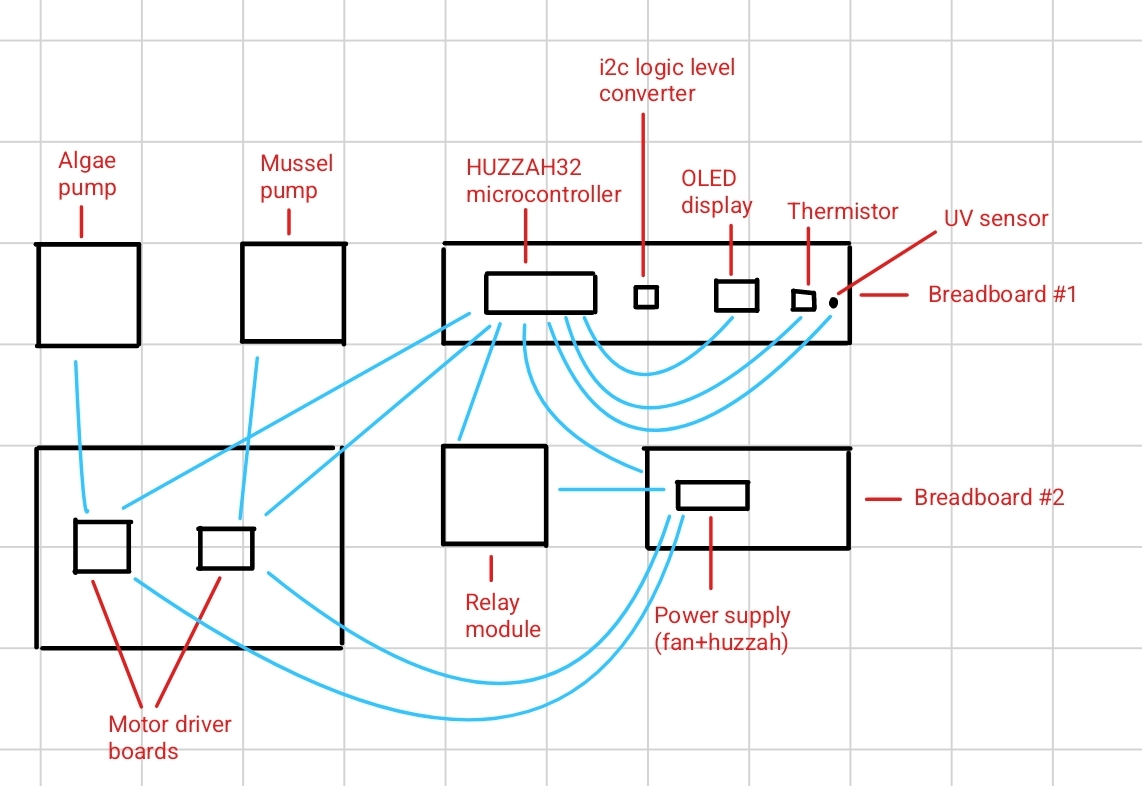 i2c logic level
converter
Algae
pump
Mussel
pump
HUZZAH32
microcontroller
OLED
display
Thermistor
UV sensor
Breadboard #1
Breadboard #2
Relay
module
Power supply
(fan+huzzah)
Motor driver
boards